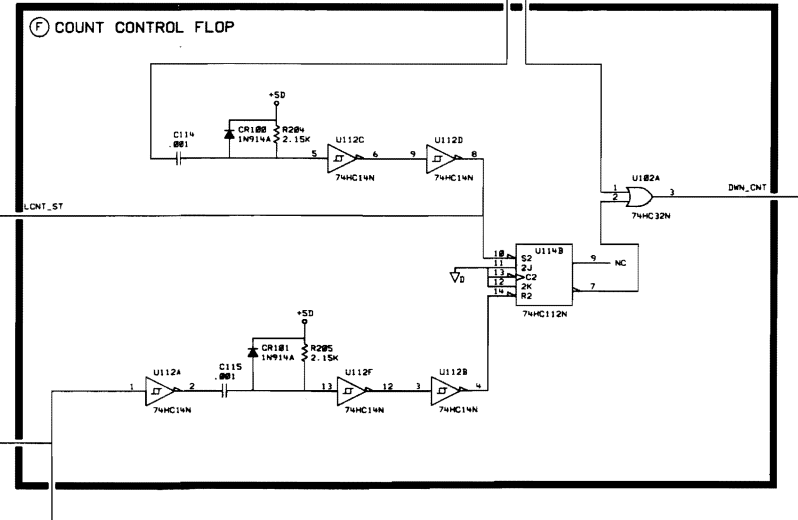 F COUNT CONTROL FLOP
+5D
C114
.001
CR100
1N914A
R204
2.15K
5
U112C
6
74HC14N
9
U112D
8
74HC14N
U102A
1
2
3
74HC32N
DWN_CNT
LCNT_ST
10
11
13
12
14
S2
2J
C2
2K
R2
U114B
9
NC
7
74HC112N
D
+5D
CR101
1N914A
R205
2.15K
C115
.001
1
U112A
2
74HC14N
13
U112F
12
74HC14N
3
U112B
4
74HC14N